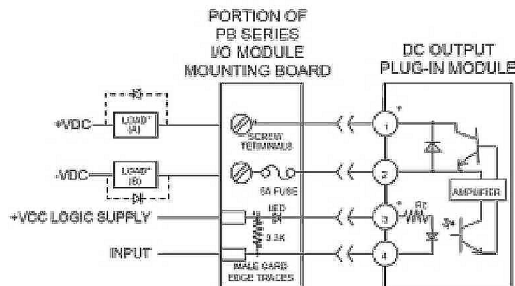 PORTION OF
PB SERIES
I/O MODULE
MOUNTING BOARD
DC OUTPUT
PLUG-IN MODULE
+VDC
LOAD*
(A)
SCREW
TERMINALS
+
1
-VDC
LOAD*
(B)
5A FUSE
2
AMPLIFIER
+VCC LOGIC SUPPLY
LED
+
3
3.3K
INPUT
4
MALE CARD
EDGE TRACES